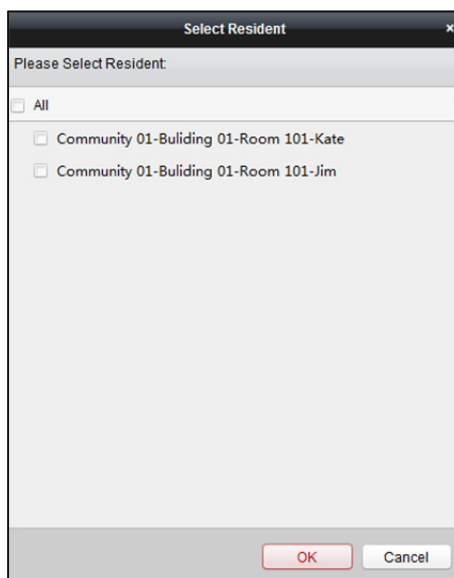 Select Resident ×
Please Select Resident:
All
Community 01-Buliding 01-Room 101-Kate
Community 01-Buliding 01-Room 101-Jim
OK Cancel